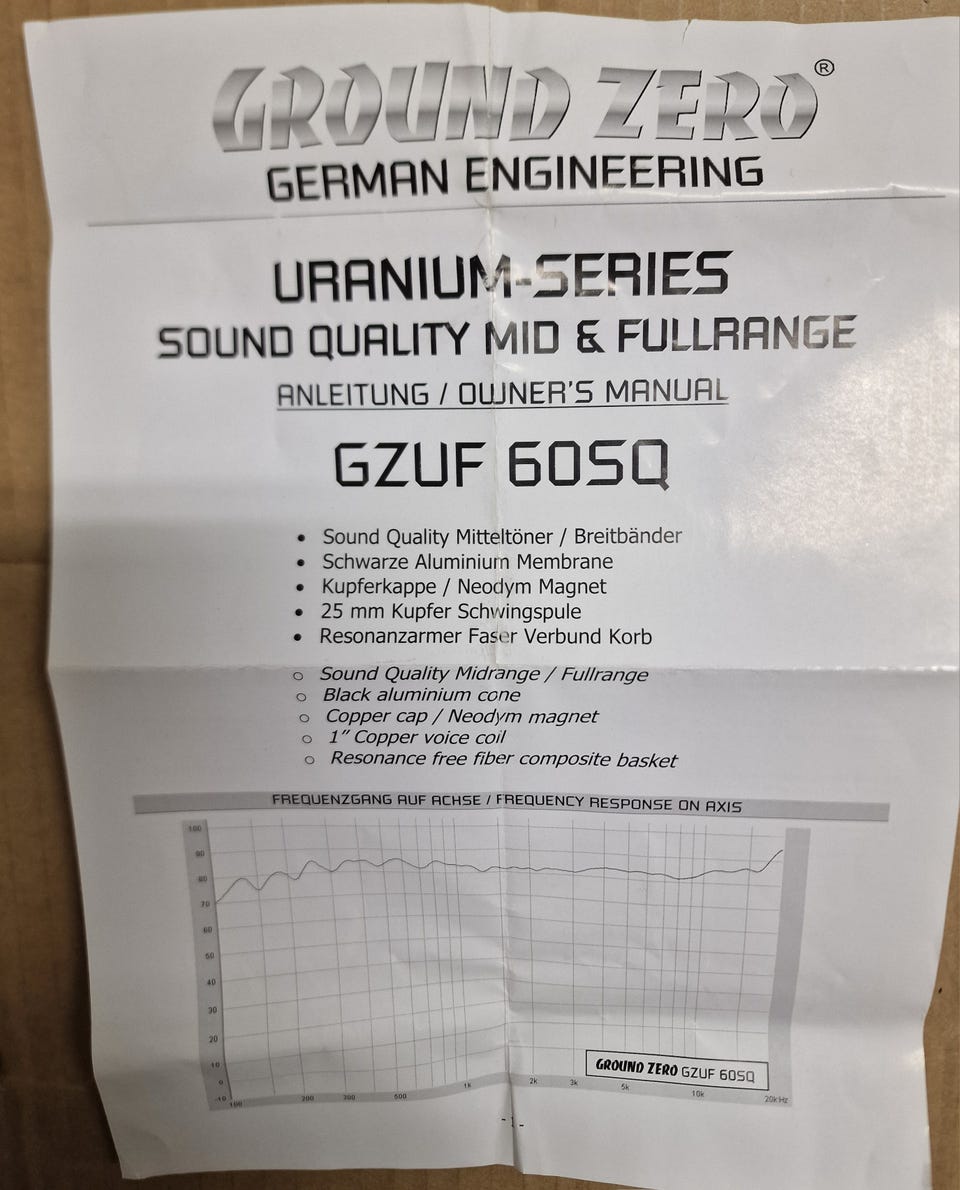 GROUND ZERO®
GERMAN ENGINEERING
URANIUM-SERIES
SOUND QUALITY MID & FULLRANGE
ANLEITUNG / OWNER'S MANUAL
GZUF 60SQ
• Sound Quality Mitteltöner / Breitbänder
• Schwarze Aluminium Membrane
• Kupferkappe / Neodym Magnet
• 25 mm Kupfer Schwingspule
• Resonanzarmer Faser Verbund Korb
○ Sound Quality Midrange / Fullrange
○ Black aluminium cone
○ Copper cap / Neodym magnet
○ 1" Copper voice coil
○ Resonance free fiber composite basket
FREQUENZGANG AUF ACHSE / FREQUENCY RESPONSE ON AXIS
100
90
80
70
60
50
40
30
20
10
0
-10
100 200 300 500 1k 2k 3k 5k 10k 20kHz
GROUND ZERO GZUF 60SQ
- 1 -